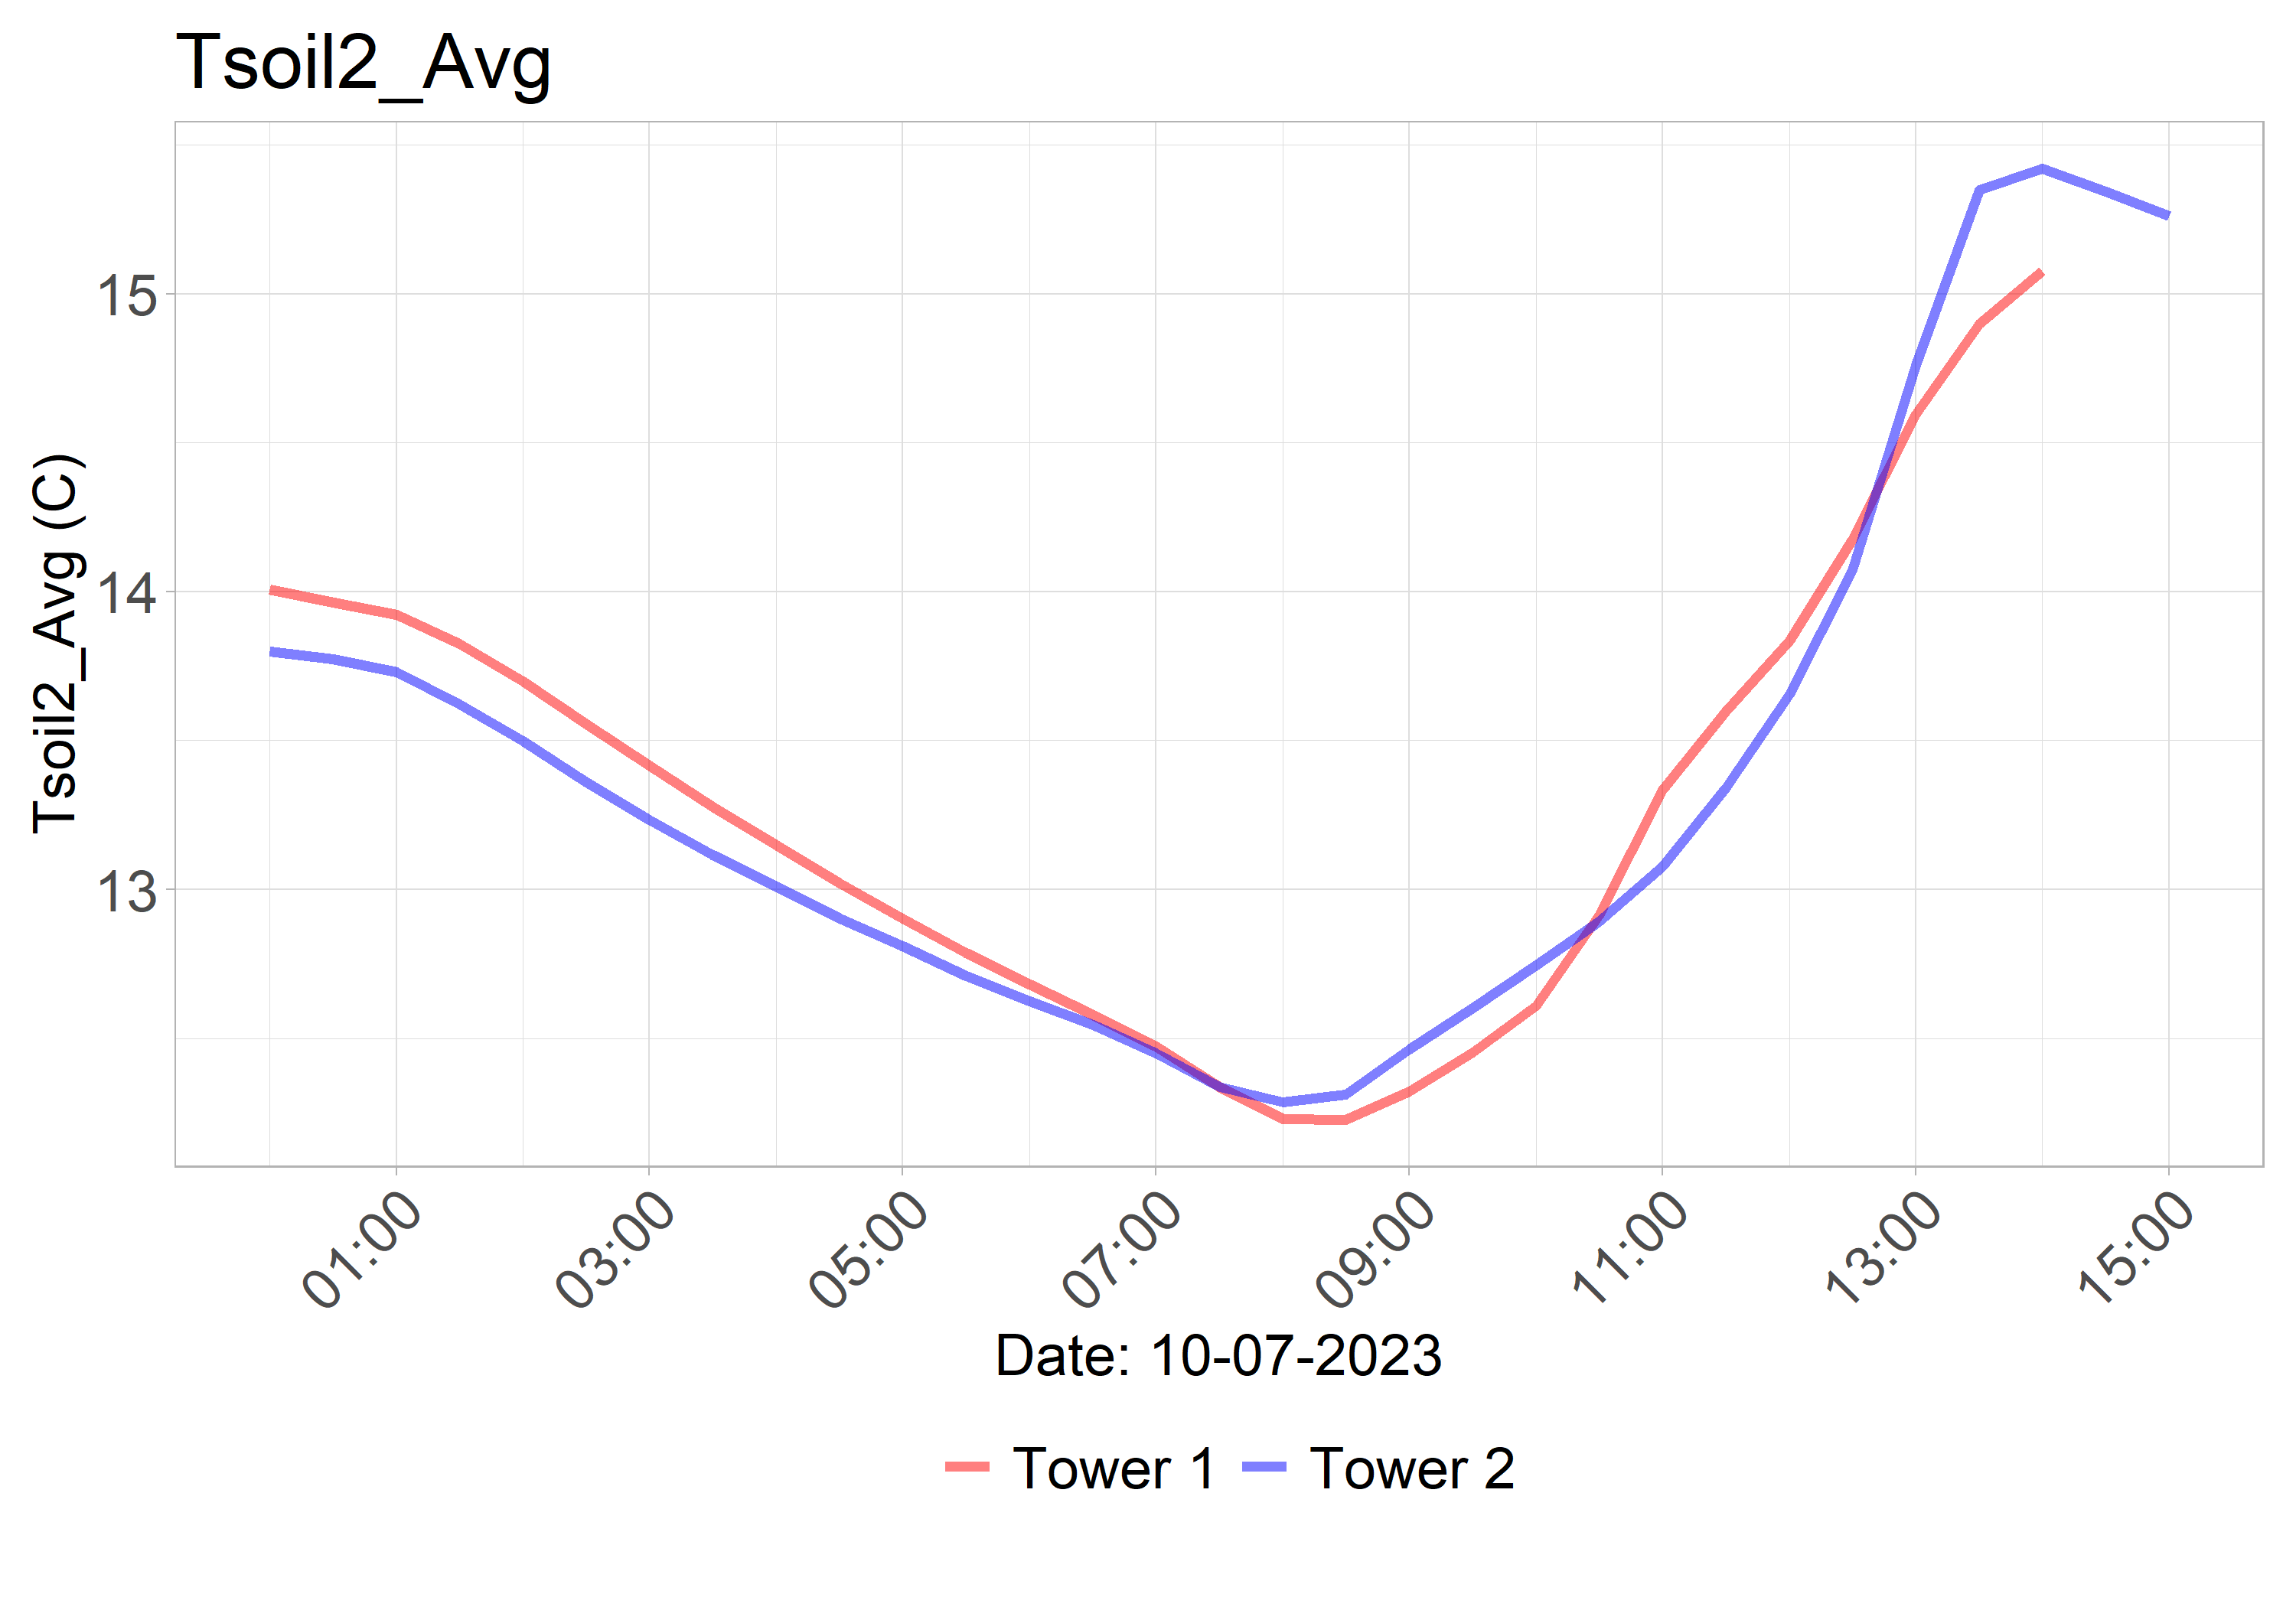 Tsoil2_Avg
Tsoil2_Avg (C)
15
14
13
01:00 03:00 05:00 07:00 09:00 11:00 13:00 15:00
Date: 10-07-2023
Tower 1 Tower 2